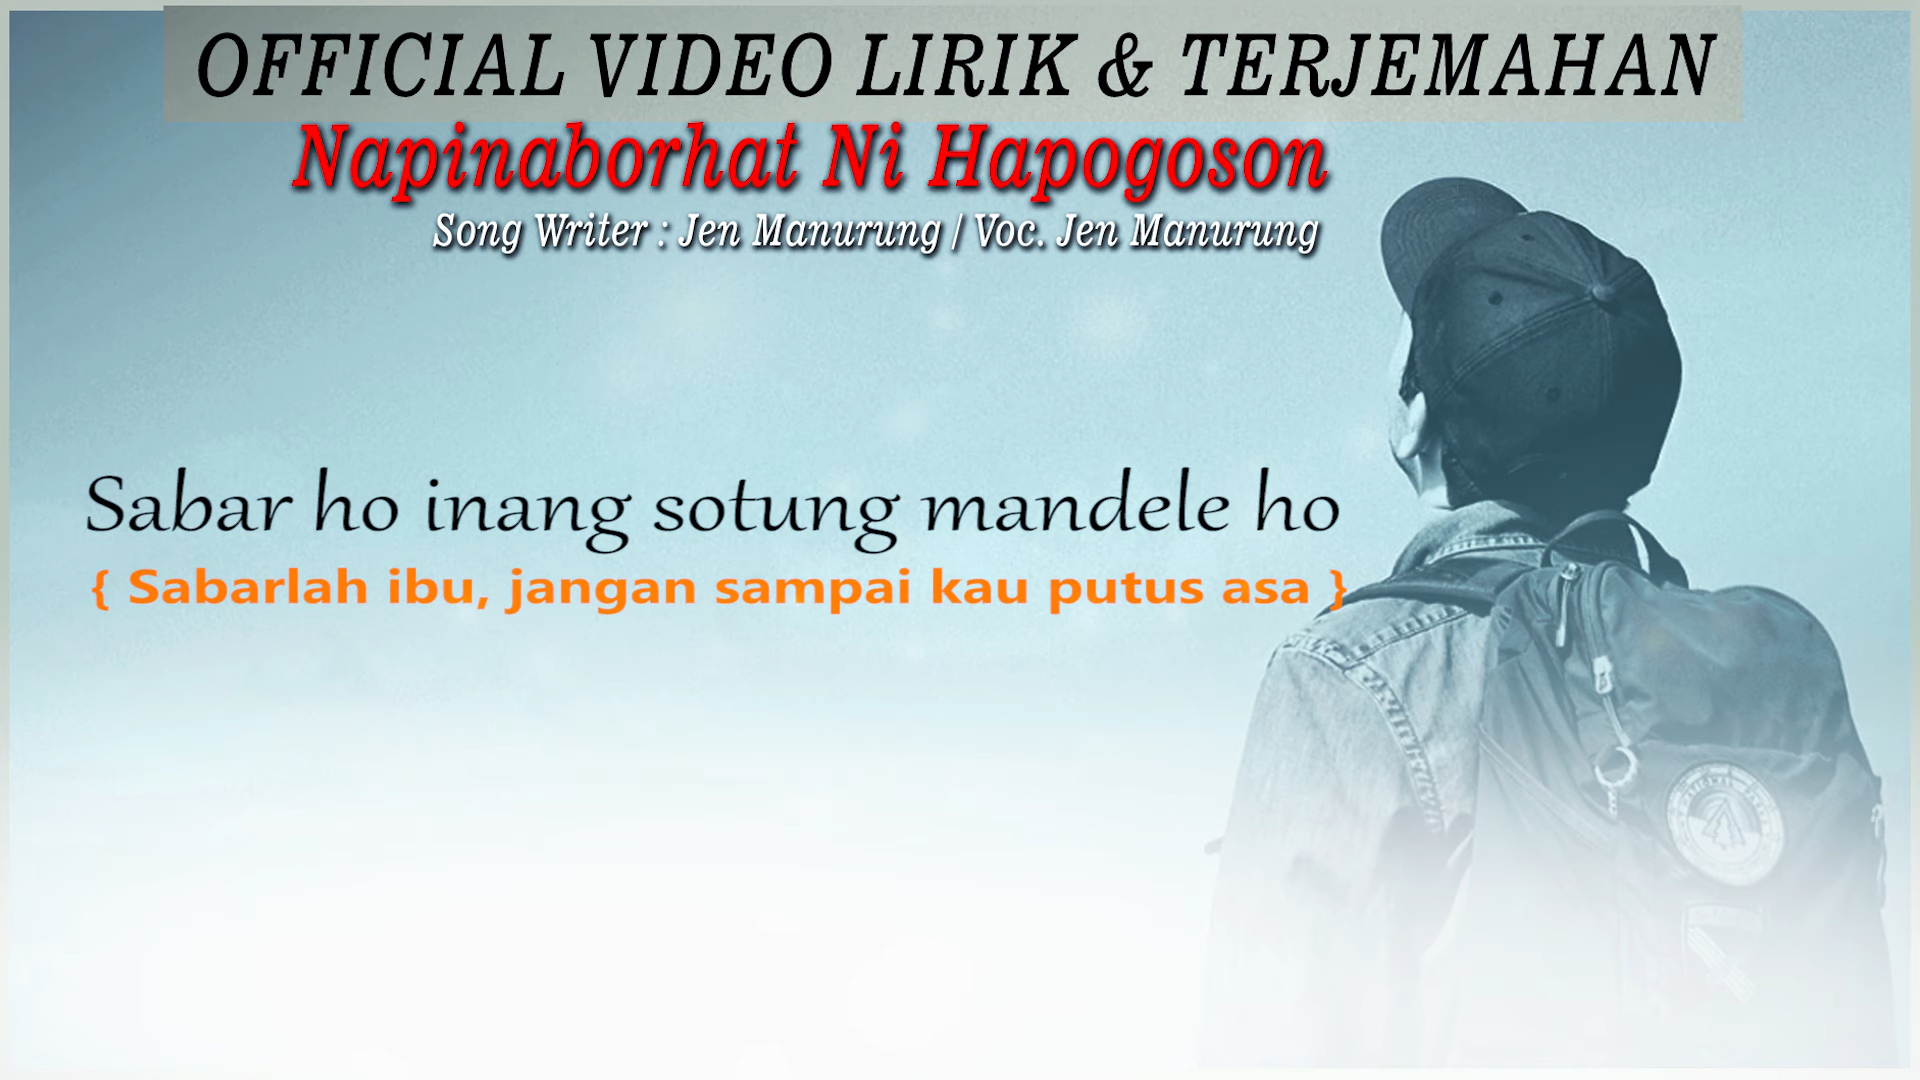 OFFICIAL VIDEO LIRIK & TERJEMAHAN
Napinaborhat Ni Hapogoson
Song Writer : Jen Manurung / Voc. Jen Manurung
Sabar ho inang sotung mandele ho
{ Sabarlah ibu, jangan sampai kau putus asa }